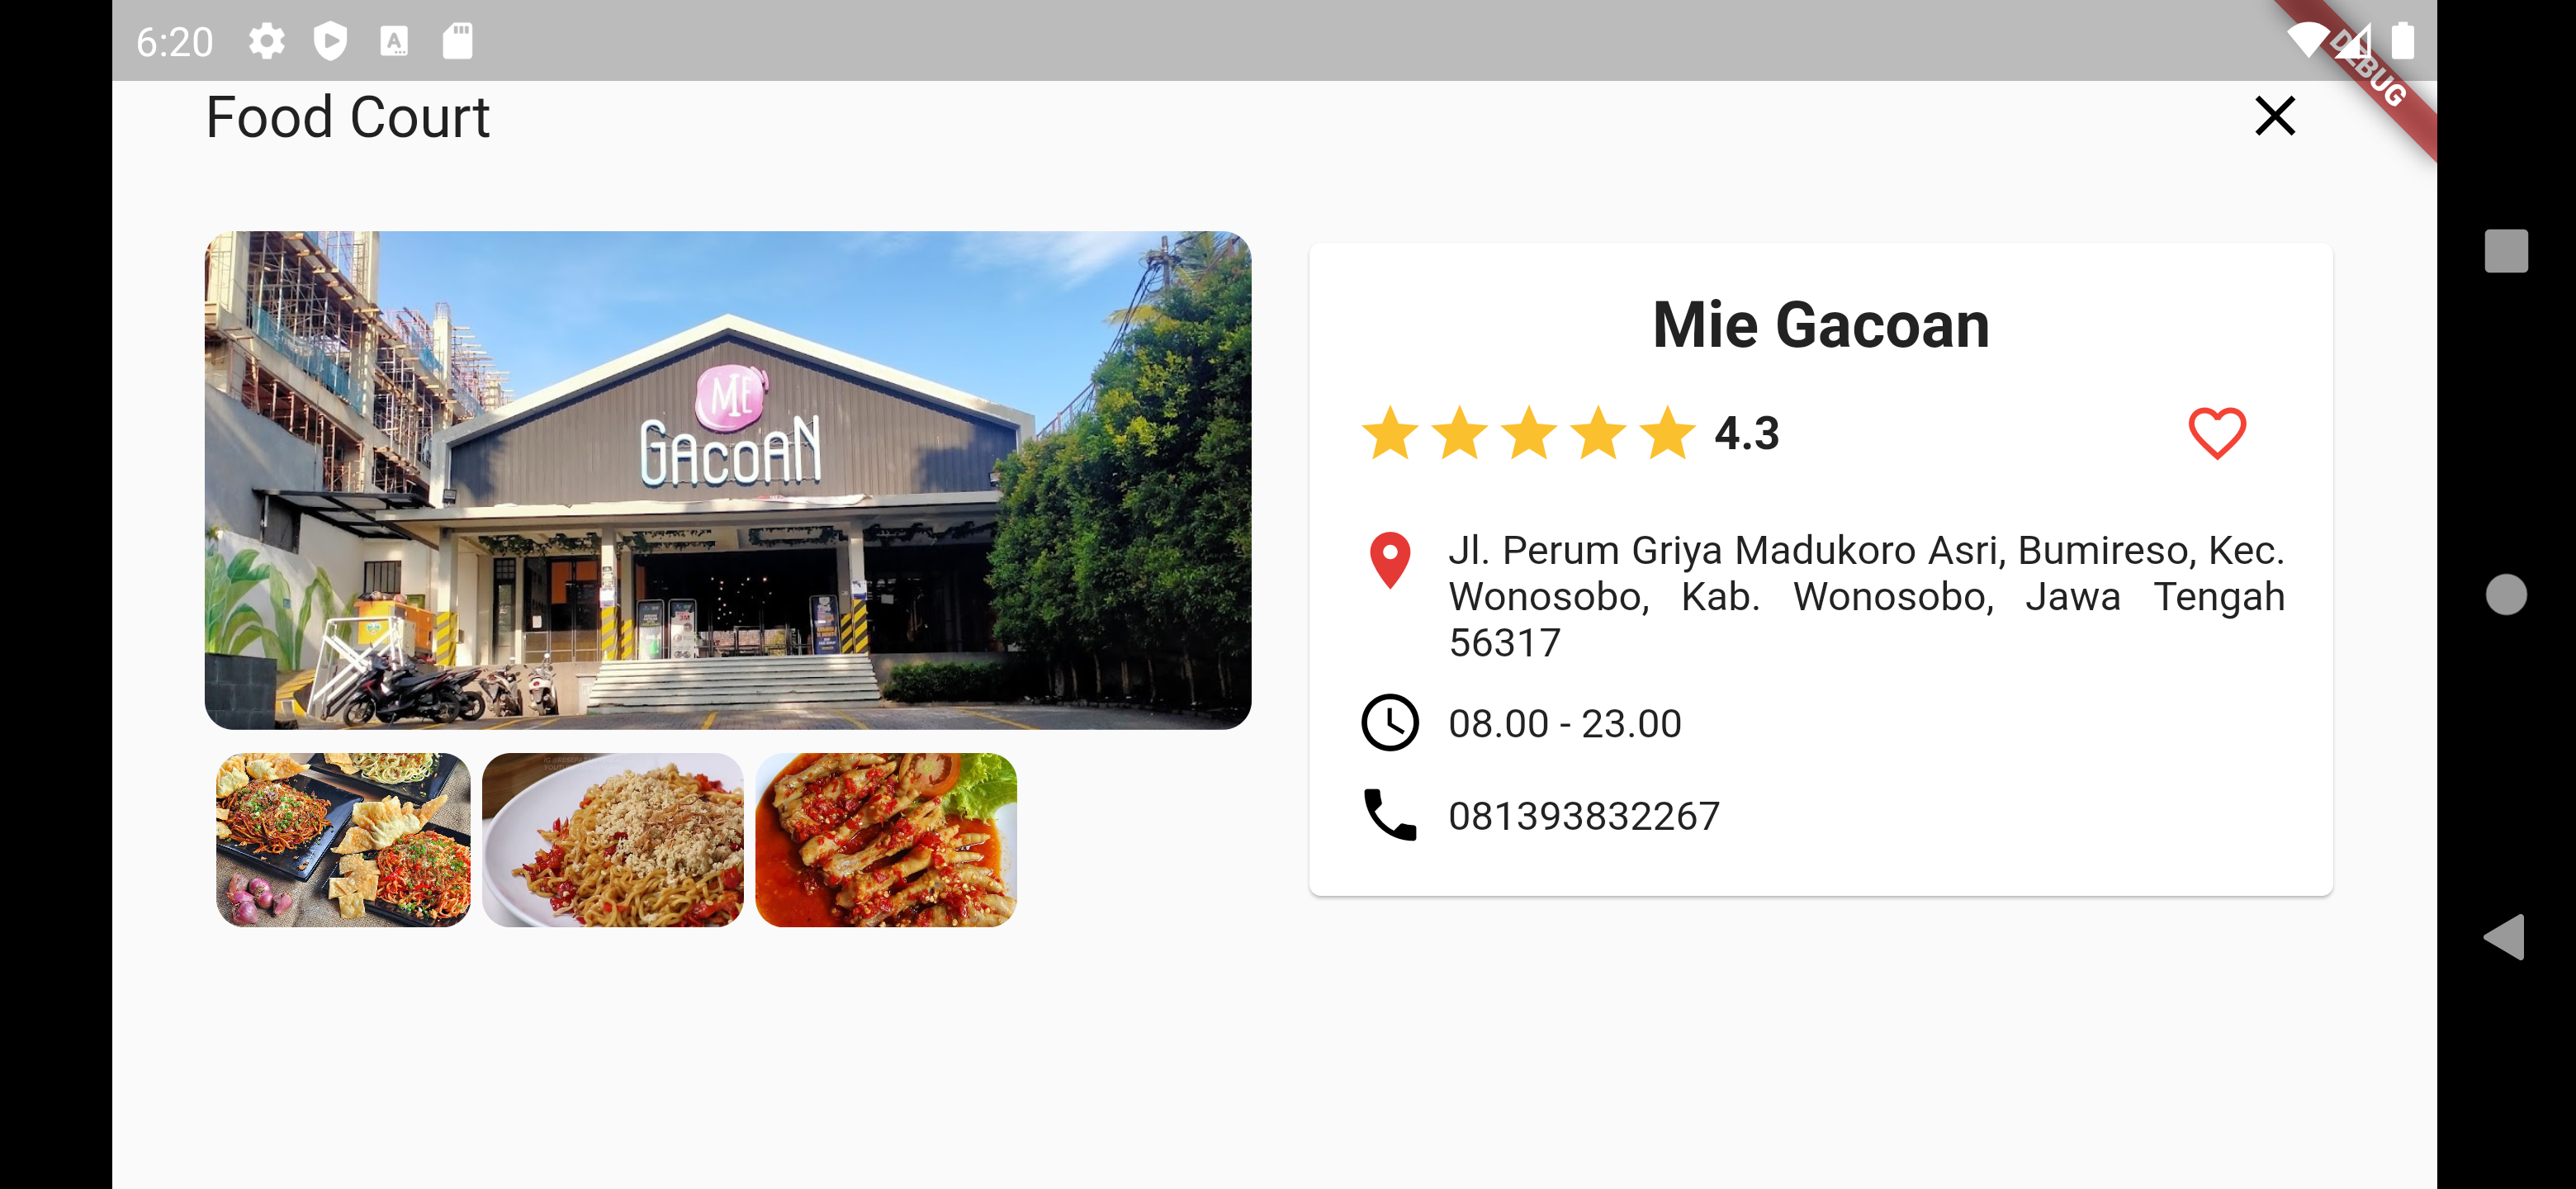 6:20
DEBUG
Food Court
MIE
GACOAN
Mie Gacoan
4.3
Jl. Perum Griya Madukoro Asri, Bumireso, Kec.
Wonosobo, Kab. Wonosobo, Jawa Tengah
56317
08.00 - 23.00
081393832267